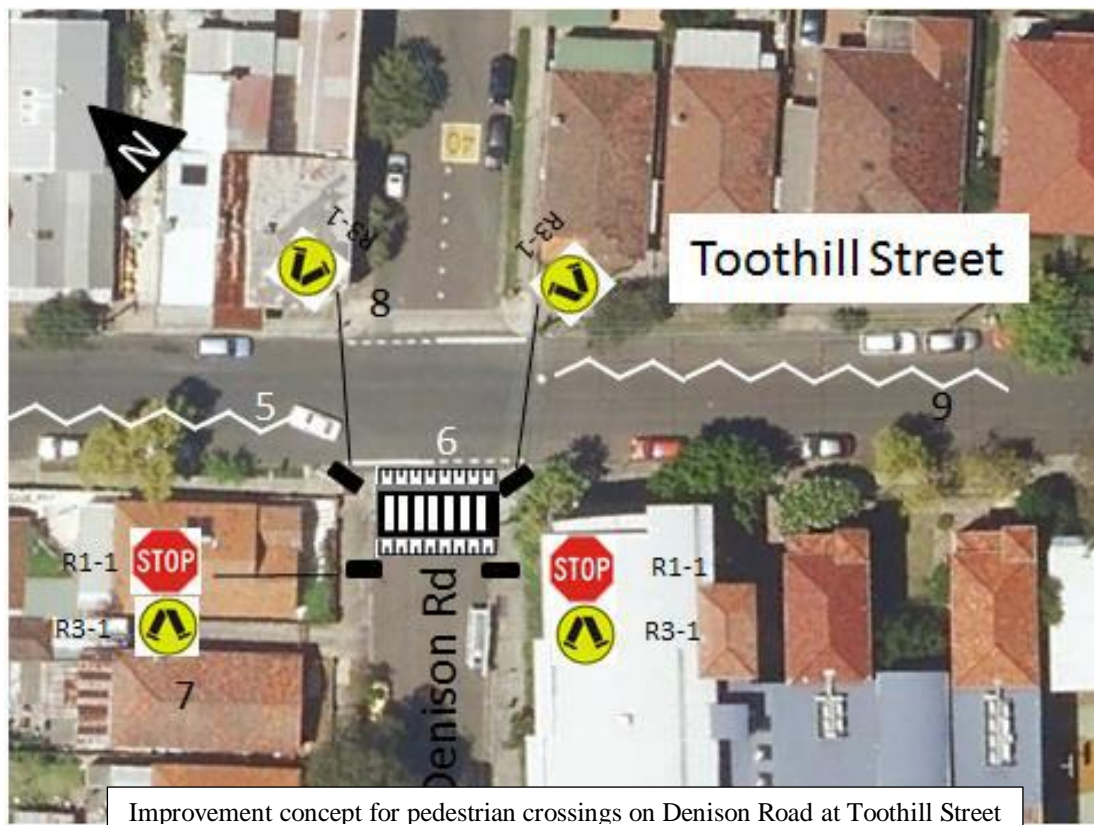 N
40
R3-1
R3-1
Toothill Street
8
5
6
9
R1-1
STOP
STOP
R1-1
R3-1
R3-1
7
Denison Rd
Improvement concept for pedestrian crossings on Denison Road at Toothill Street